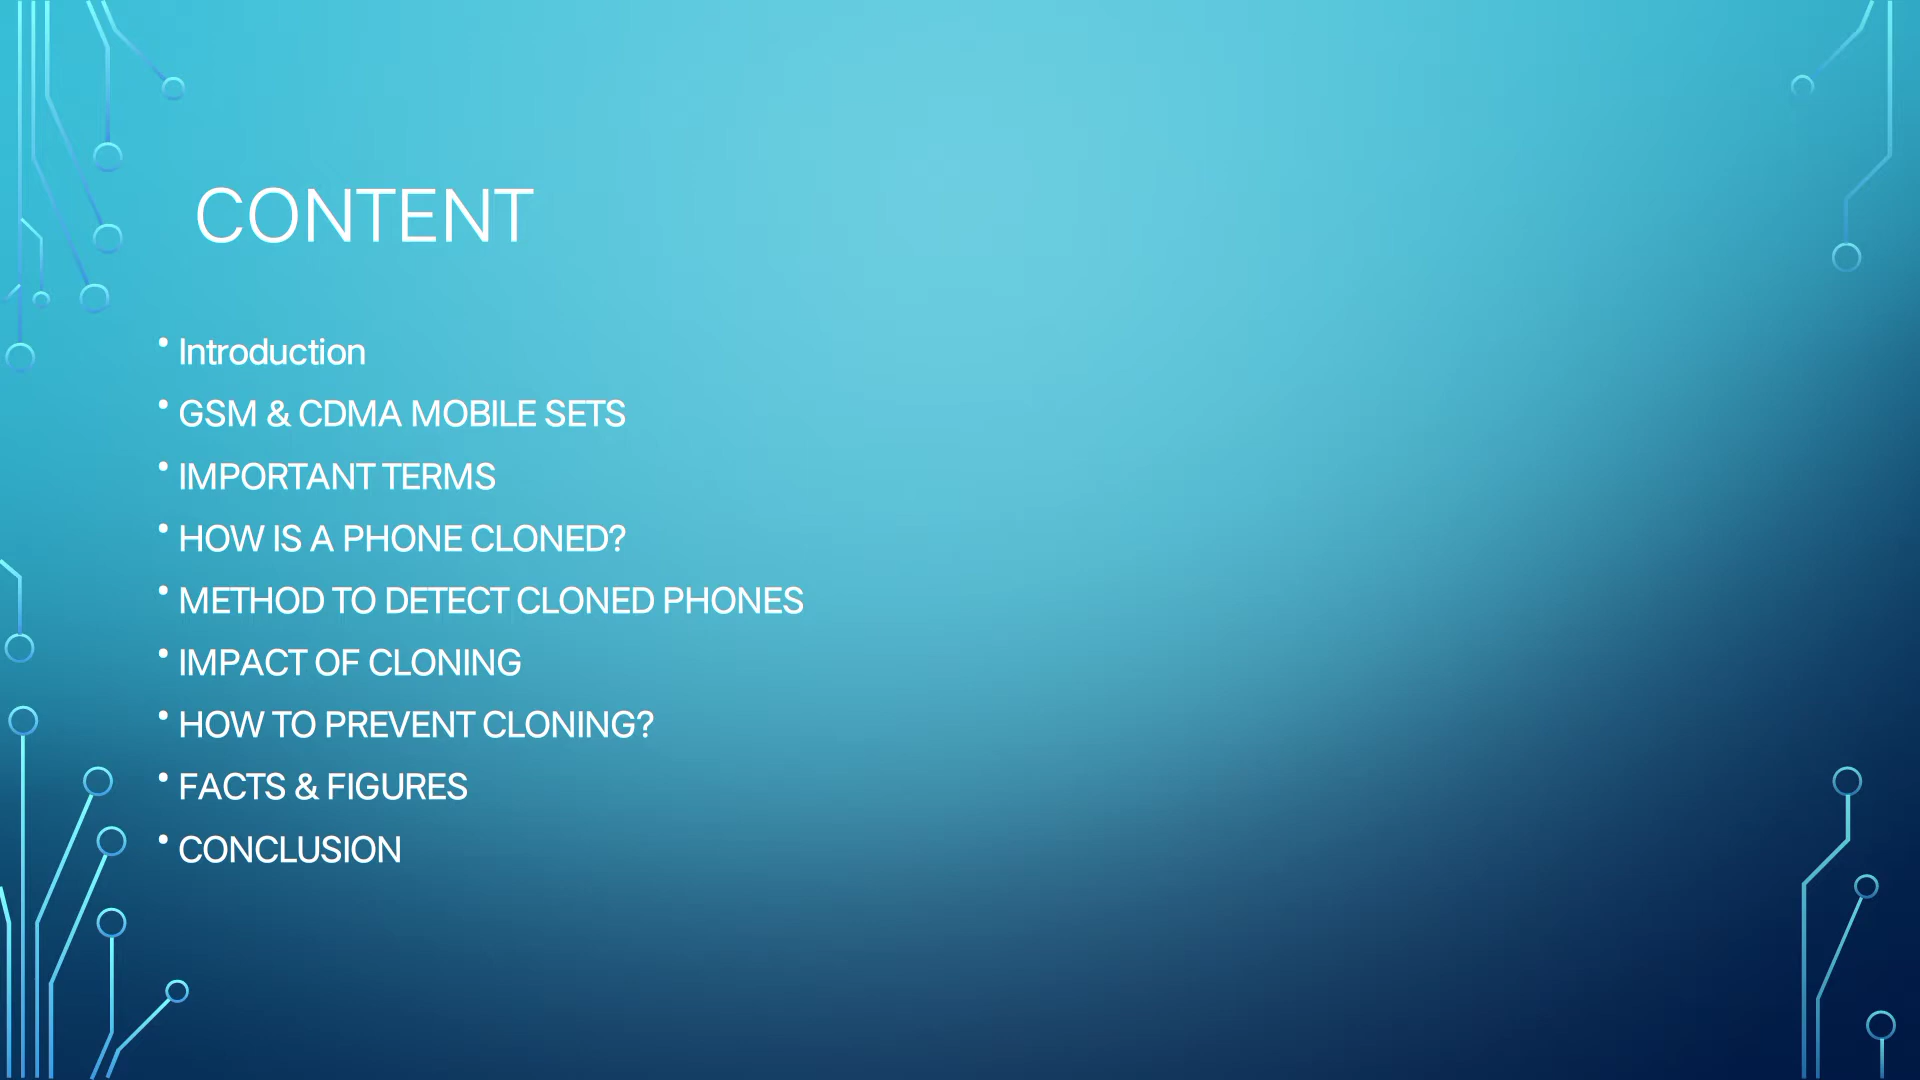 CONTENT
• Introduction
• GSM & CDMA MOBILE SETS
• IMPORTANT TERMS
• HOW IS A PHONE CLONED?
• METHOD TO DETECT CLONED PHONES
• IMPACT OF CLONING
• HOW TO PREVENT CLONING?
• FACTS & FIGURES
• CONCLUSION